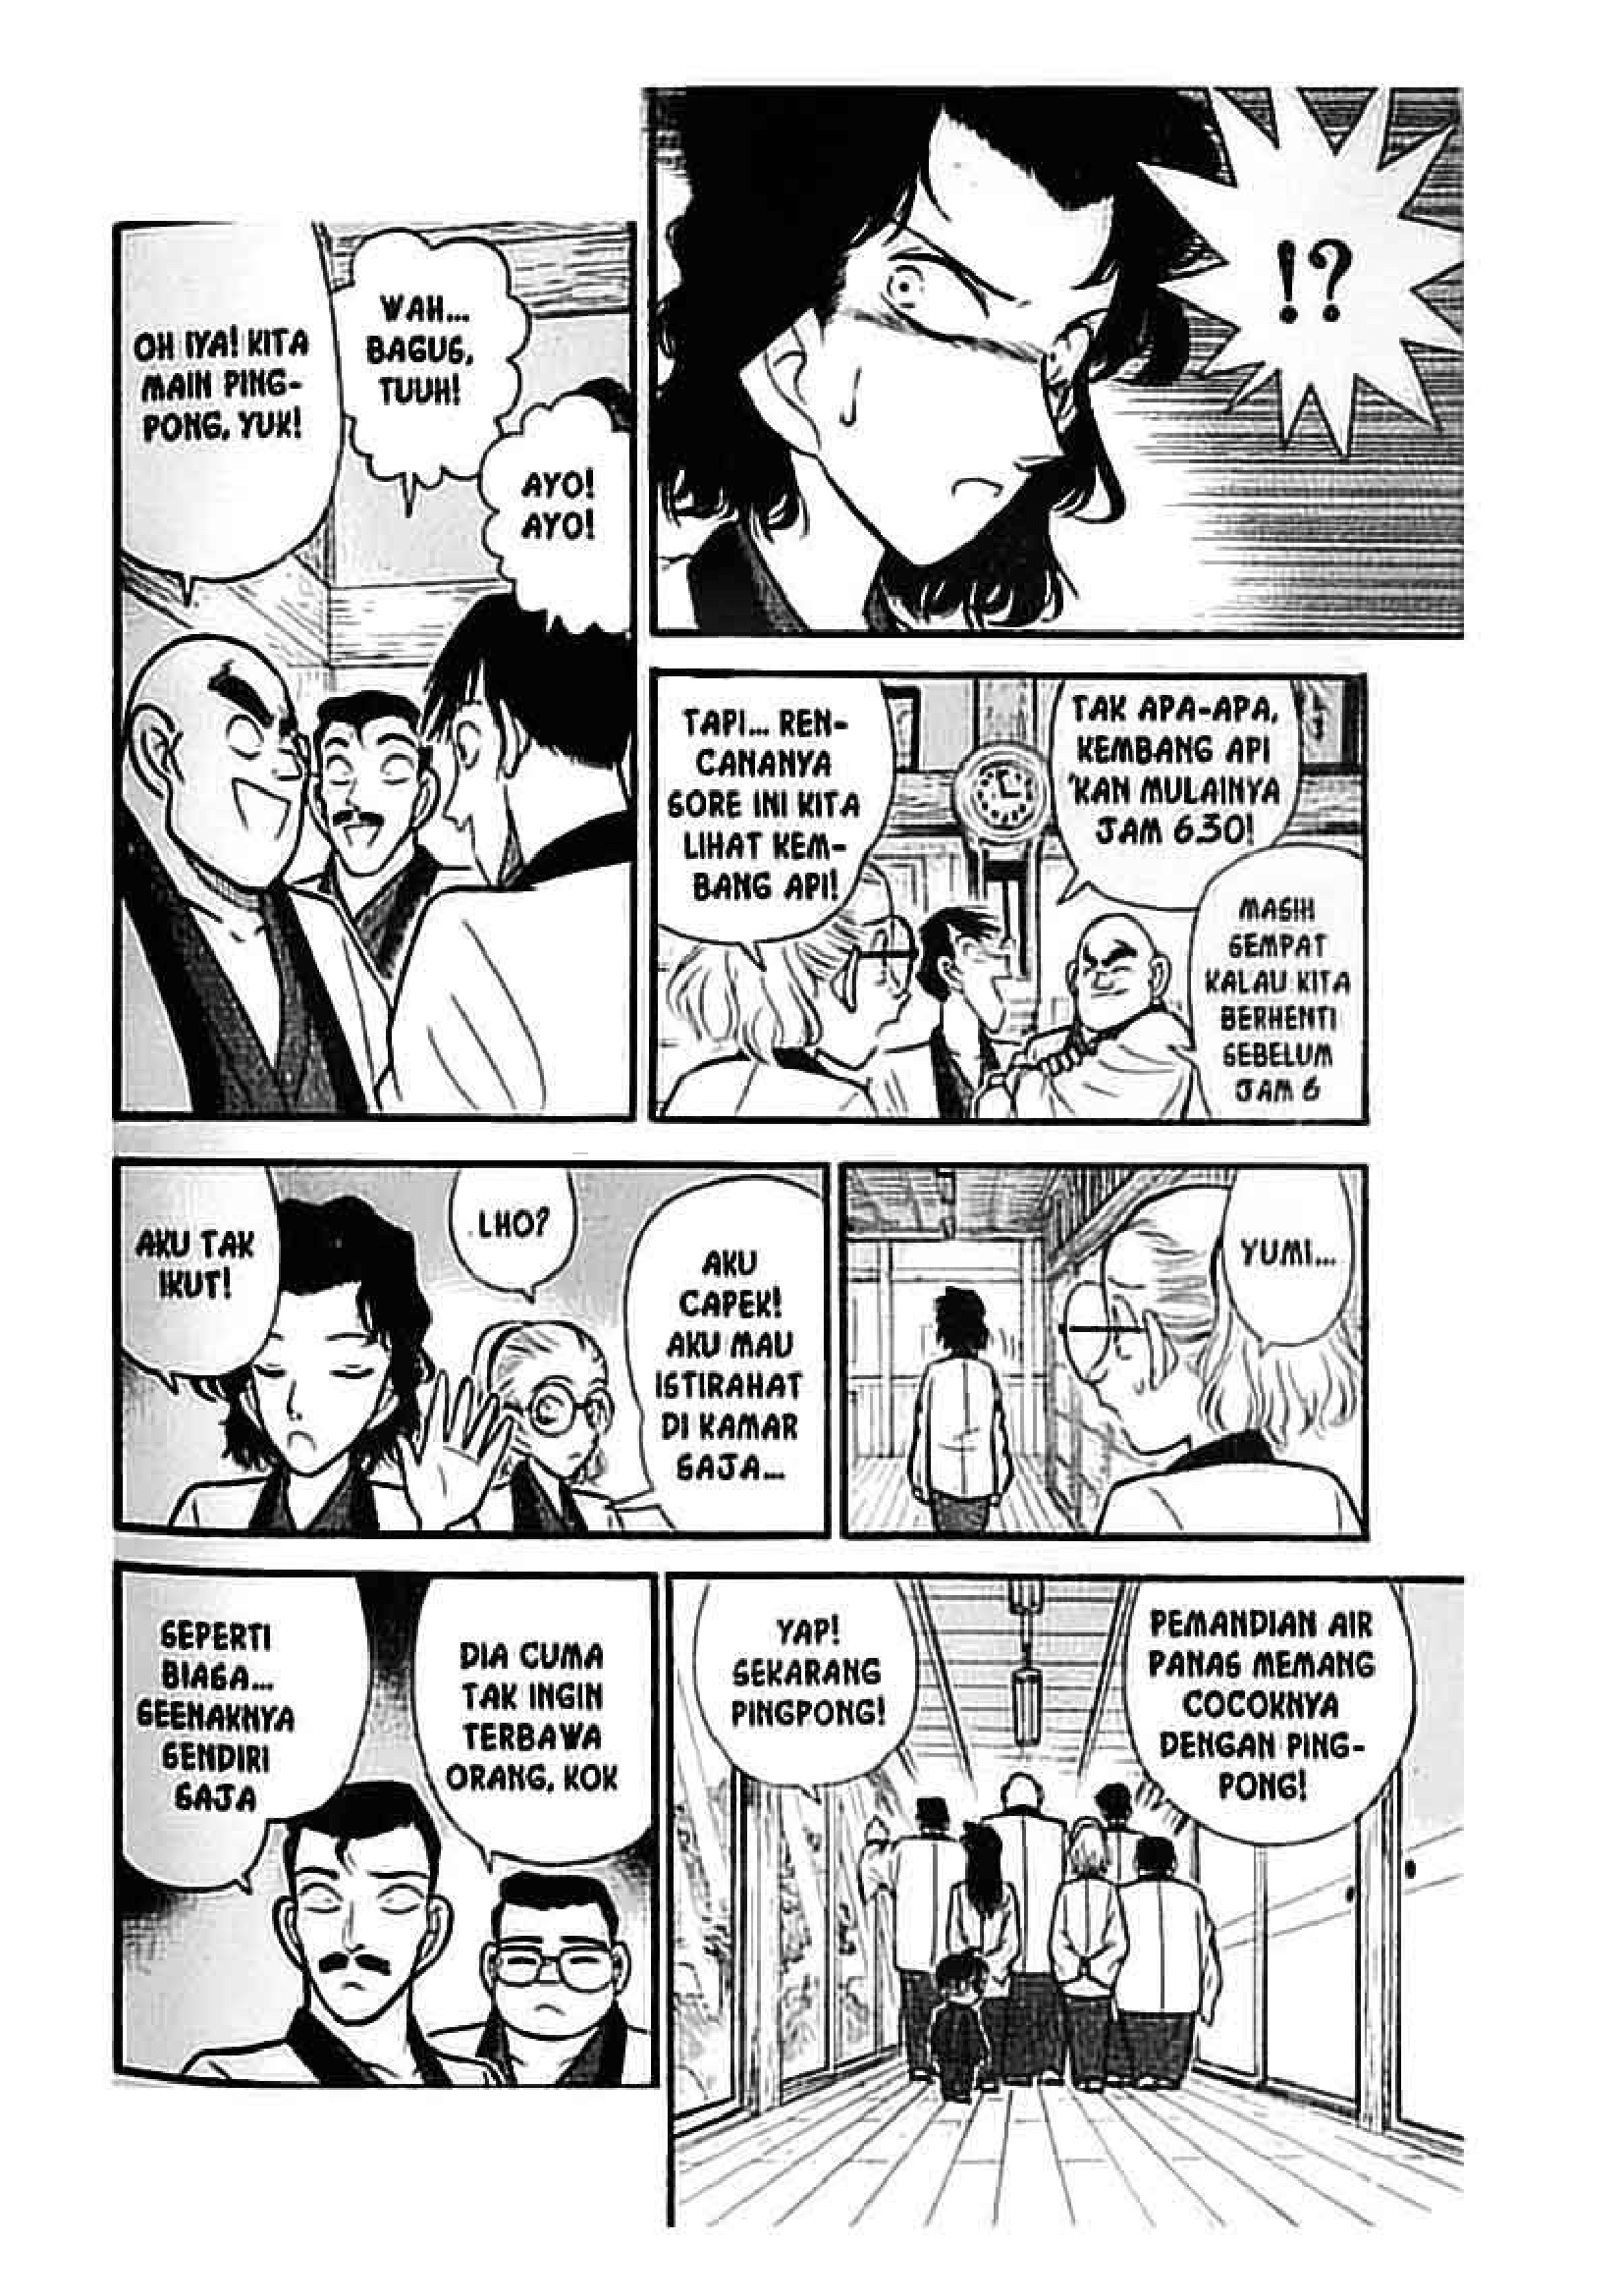 !?
OH IYA! KITA
MAIN PING-
PONG, YUK!
WAH...
BAGUS,
TUUH!
AYO!
AYO!
TAK APA-APA,
KEMBANG API
'KAN MULAINYA
JAM 6.30!
MASIH
SEMPAT
KALAU KITA
BERHENTI
SEBELUM
JAM 6
TAPI... REN-
CANANYA
SORE INI KITA
LIHAT KEM-
BANG API!
AKU TAK
IKUT!
LHO?
AKU
CAPEK!
AKU MAU
ISTIRAHAT
DI KAMAR
SAJA...
YUMI...
SEPERTI
BIASA...
SEENAKNYA
SENDIRI
SAJA
DIA CUMA
TAK INGIN
TERBAWA
ORANG, KOK
YAP!
SEKARANG
PINGPONG!
PEMANDIAN AIR
PANAS MEMANG
COCOKNYA
DENGAN PING-
PONG!